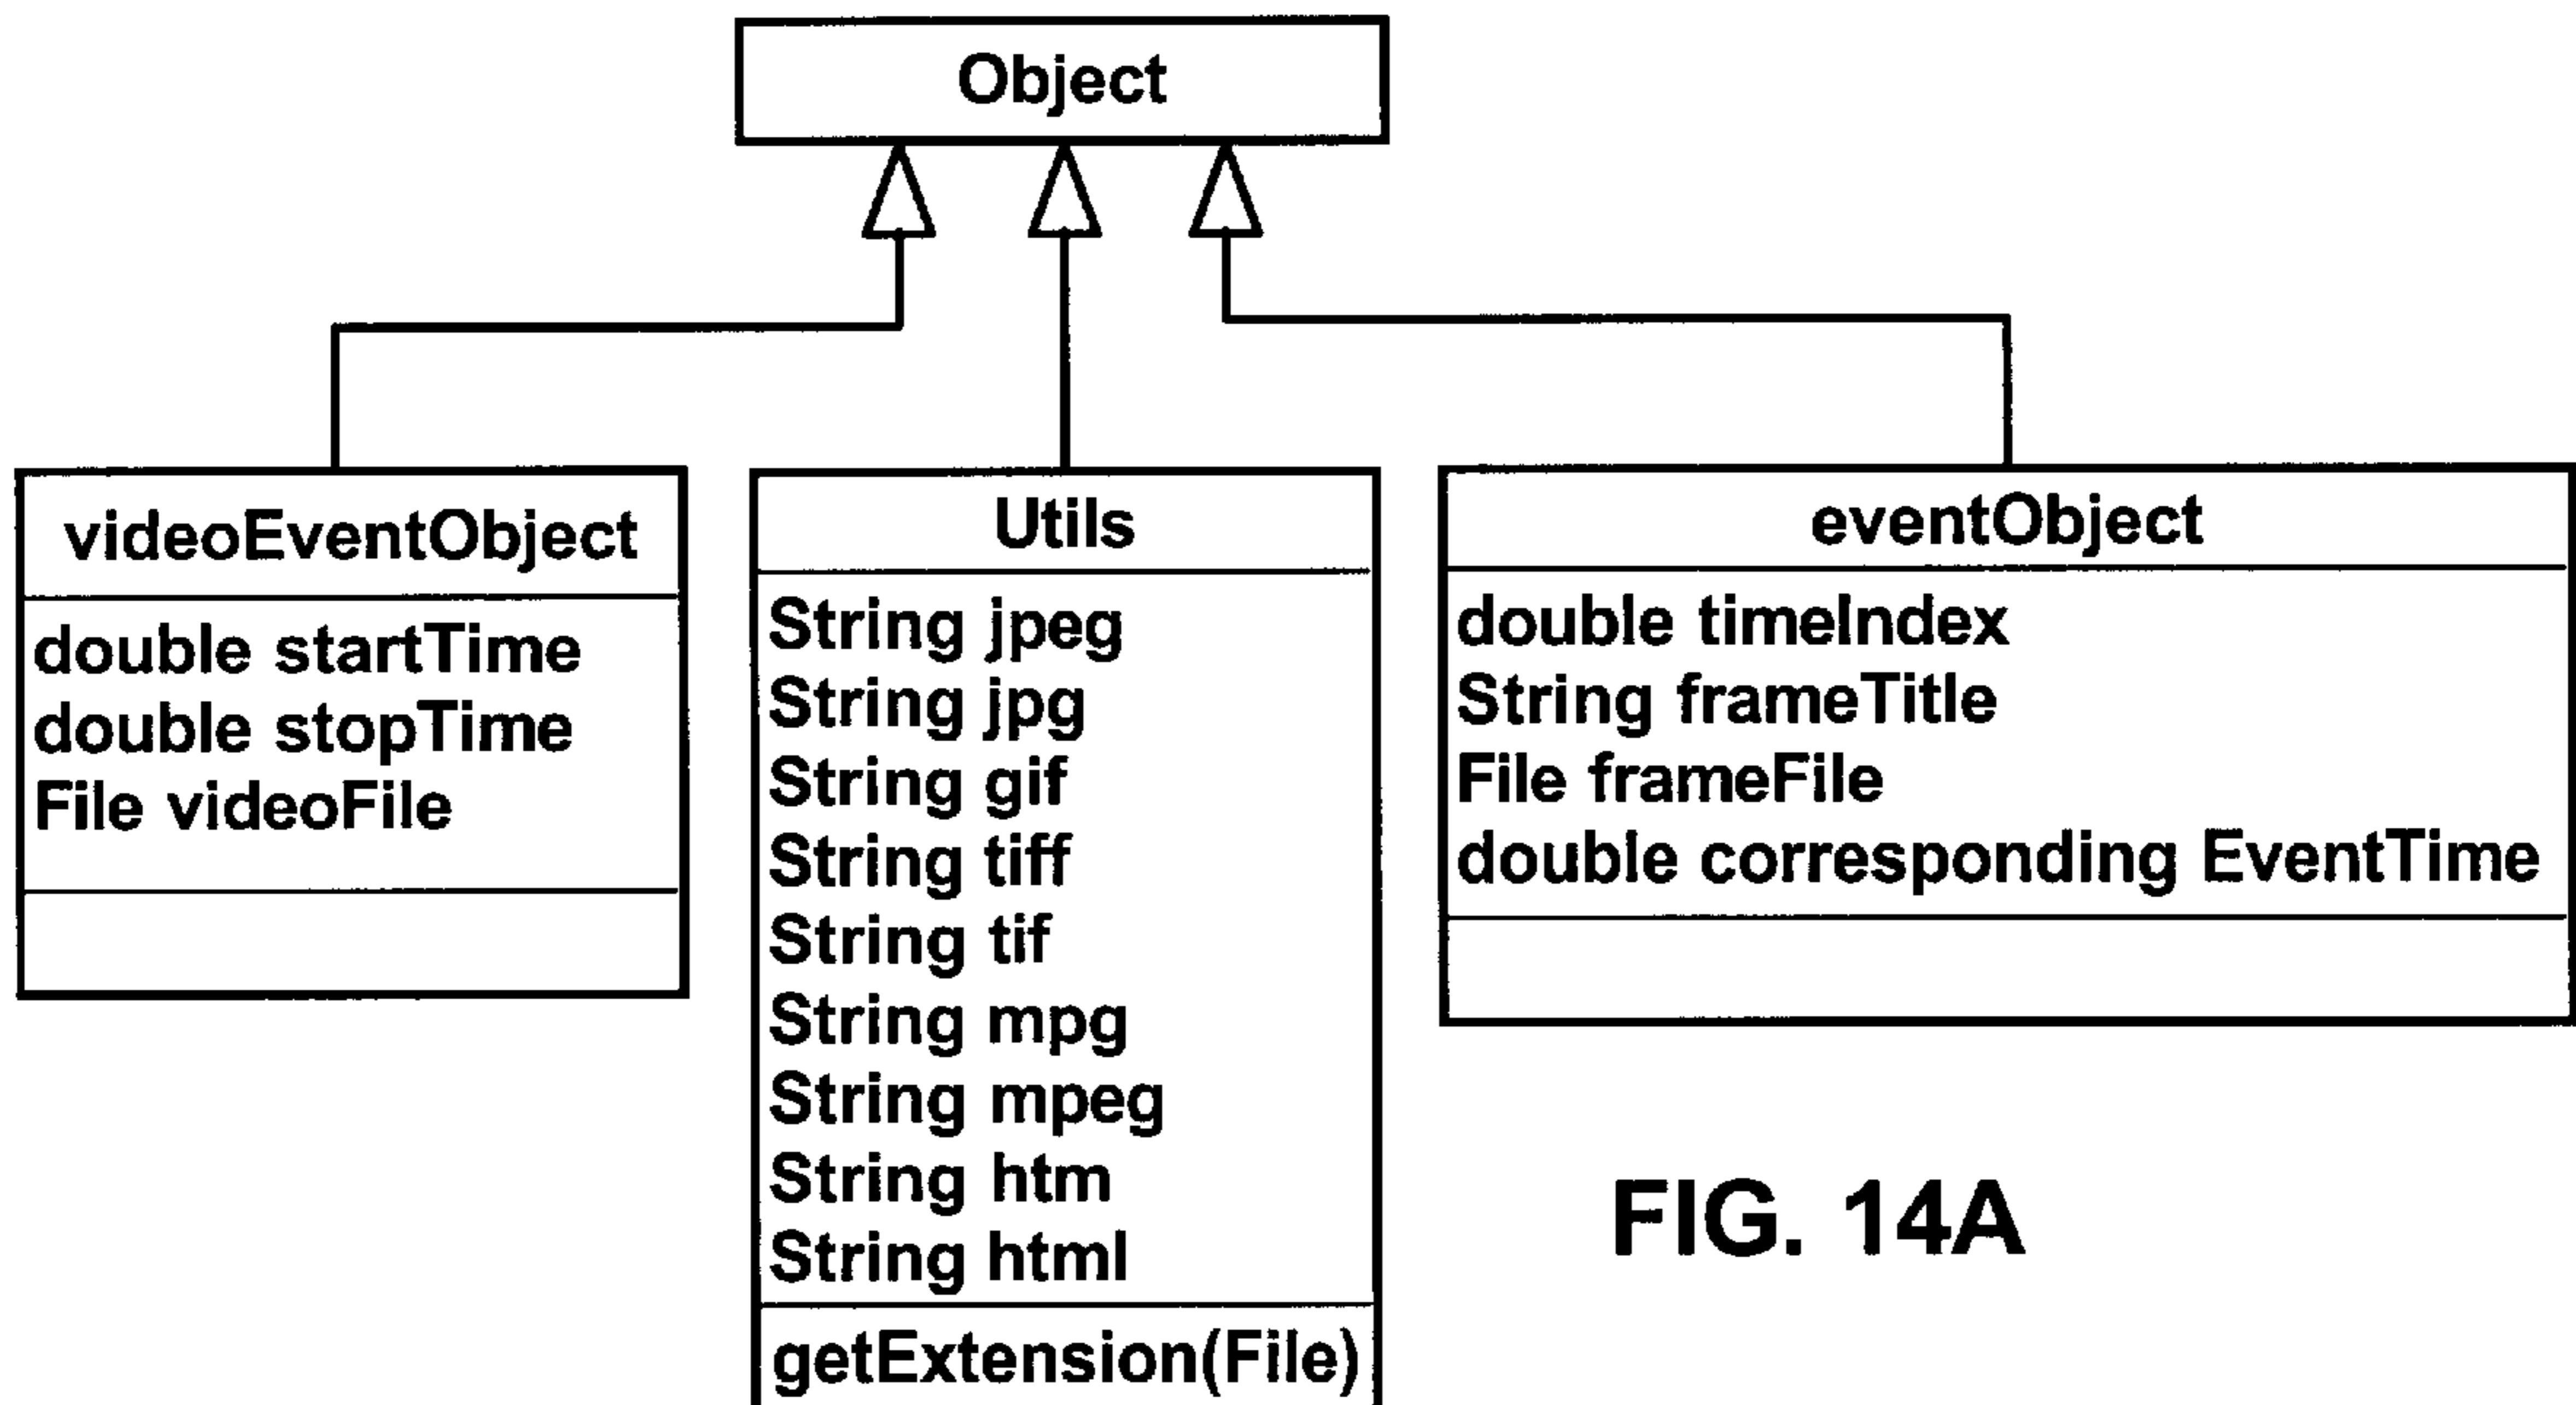 Object
videoEventObject
double startTime
double stopTime
File videoFile
Utils
String jpeg
String jpg
String gif
String tiff
String tif
String mpg
String mpeg
String htm
String html
getExtension(File)
eventObject
double timeIndex
String frameTitle
File frameFile
double corresponding EventTime
FIG. 14A